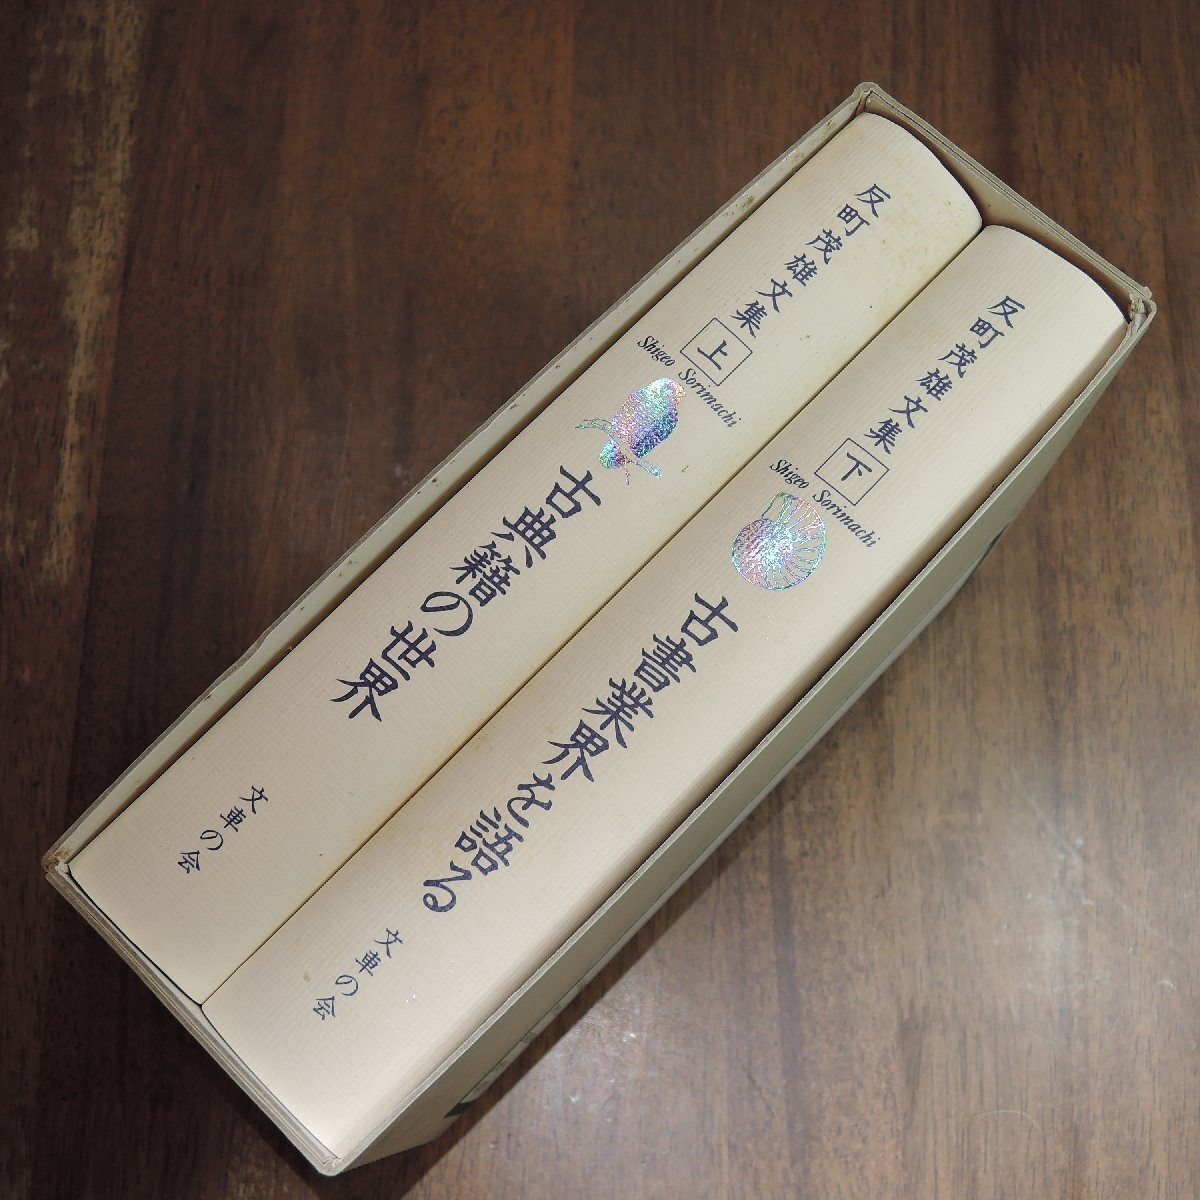 反町茂雄文集 上
Shigeo Sorimachi
古典籍の世界
文車の会
反町茂雄文集 下
Shigeo Sorimachi
古書業界を語る
文車の会